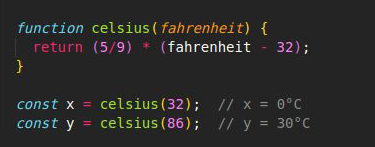 function celsius(fahrenheit) {
  return (5/9) * (fahrenheit - 32);
}

const x = celsius(32);  // x = 0°C
const y = celsius(86);  // y = 30°C